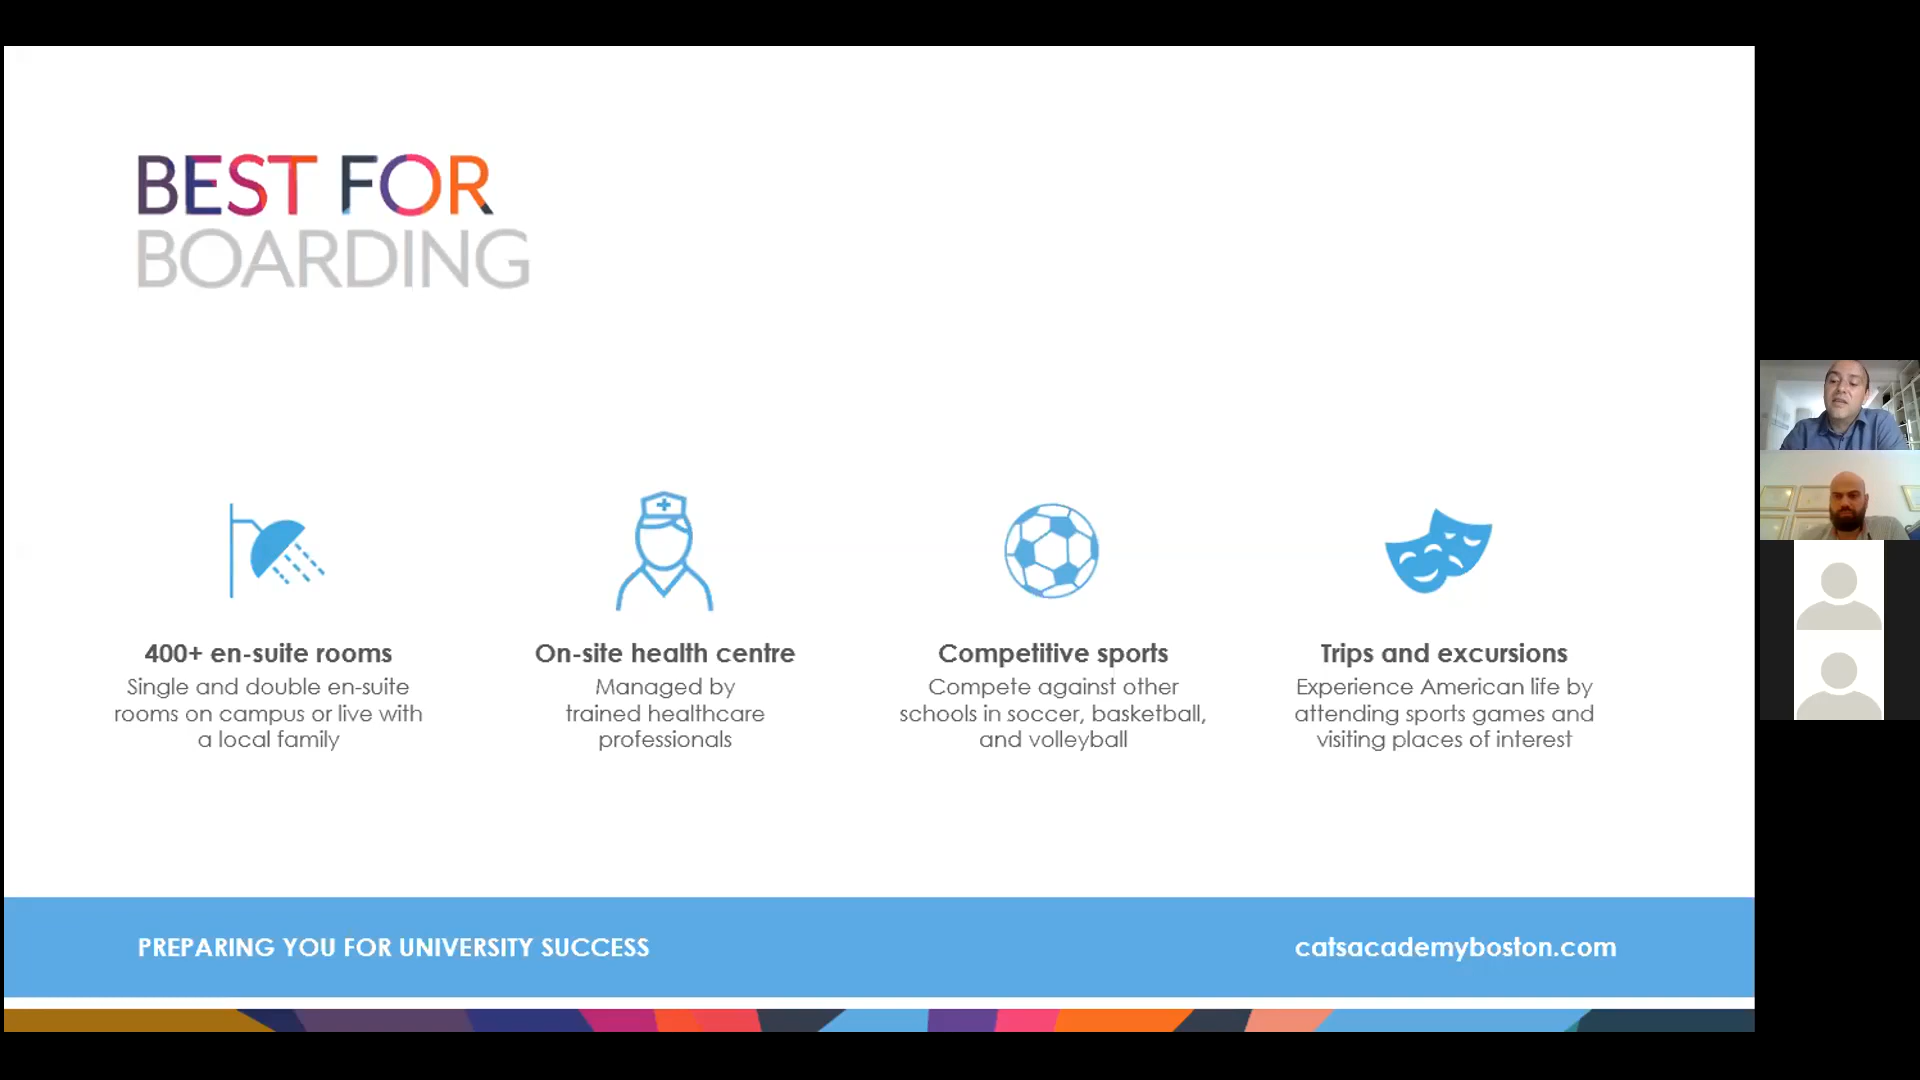 BEST FOR
BOARDING
400+ en-suite rooms
Single and double en-suite
rooms on campus or live with
a local family
On-site health centre
Managed by
trained healthcare
professionals
Competitive sports
Compete against other
schools in soccer, basketball,
and volleyball
Trips and excursions
Experience American life by
attending sports games and
visiting places of interest
PREPARING YOU FOR UNIVERSITY SUCCESS
catsacademyboston.com